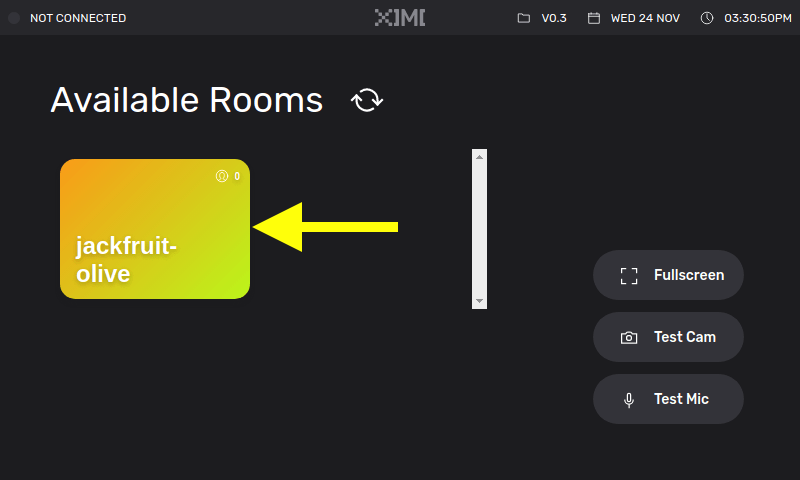 NOT CONNECTED
V0.3
WED 24 NOV
03:30:50PM
Available Rooms
0
jackfruit-
olive
Fullscreen
Test Cam
Test Mic